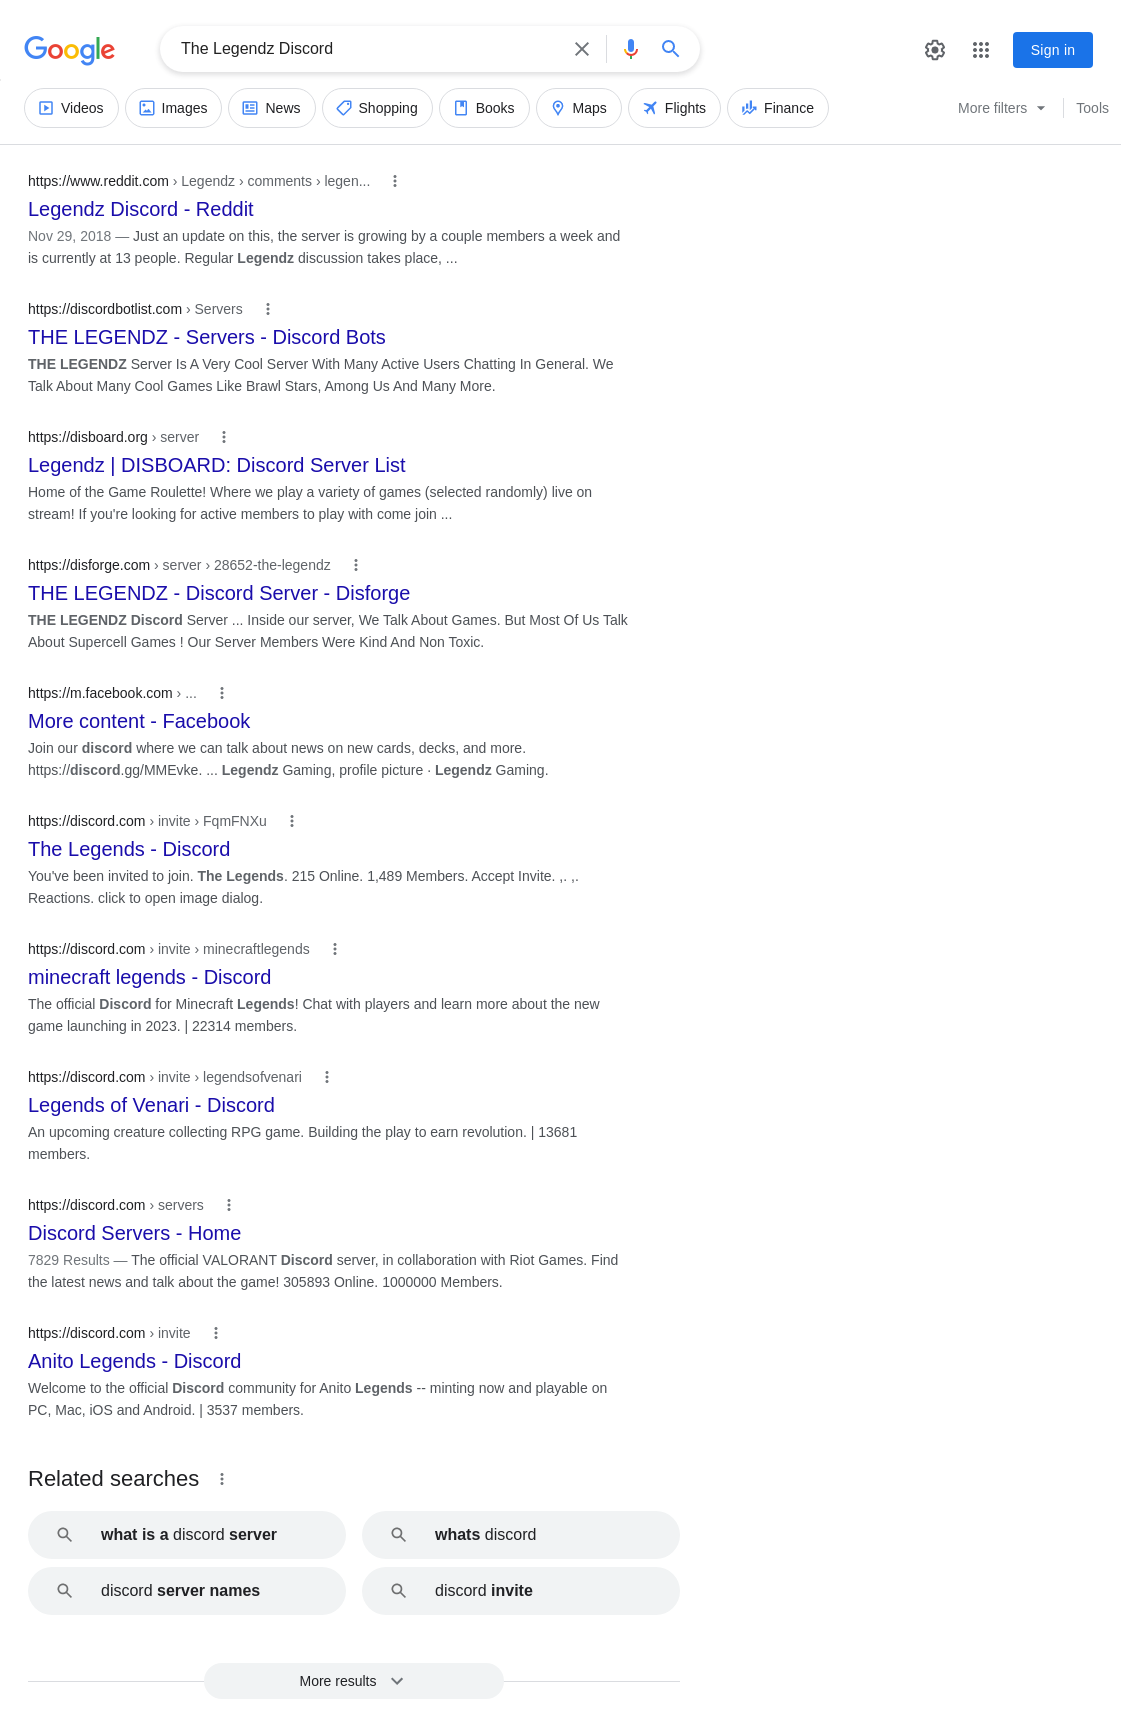 Google
The Legendz Discord
Sign in
Videos Images News Shopping Books Maps Flights Finance More filters Tools
https://www.reddit.com › Legendz › comments › legen...
Legendz Discord - Reddit
Nov 29, 2018 — Just an update on this, the server is growing by a couple members a week and
is currently at 13 people. Regular Legendz discussion takes place, ...
https://discordbotlist.com › Servers
THE LEGENDZ - Servers - Discord Bots
THE LEGENDZ Server Is A Very Cool Server With Many Active Users Chatting In General. We
Talk About Many Cool Games Like Brawl Stars, Among Us And Many More.
https://disboard.org › server
Legendz | DISBOARD: Discord Server List
Home of the Game Roulette! Where we play a variety of games (selected randomly) live on
stream! If you're looking for active members to play with come join ...
https://disforge.com › server › 28652-the-legendz
THE LEGENDZ - Discord Server - Disforge
THE LEGENDZ Discord Server ... Inside our server, We Talk About Games. But Most Of Us Talk
About Supercell Games ! Our Server Members Were Kind And Non Toxic.
https://m.facebook.com › ...
More content - Facebook
Join our discord where we can talk about news on new cards, decks, and more.
https://discord.gg/MMEvke. ... Legendz Gaming, profile picture · Legendz Gaming.
https://discord.com › invite › FqmFNXu
The Legends - Discord
You've been invited to join. The Legends. 215 Online. 1,489 Members. Accept Invite. ,. ,.
Reactions. click to open image dialog.
https://discord.com › invite › minecraftlegends
minecraft legends - Discord
The official Discord for Minecraft Legends! Chat with players and learn more about the new
game launching in 2023. | 22314 members.
https://discord.com › invite › legendsofvenari
Legends of Venari - Discord
An upcoming creature collecting RPG game. Building the play to earn revolution. | 13681
members.
https://discord.com › servers
Discord Servers - Home
7829 Results — The official VALORANT Discord server, in collaboration with Riot Games. Find
the latest news and talk about the game! 305893 Online. 1000000 Members.
https://discord.com › invite
Anito Legends - Discord
Welcome to the official Discord community for Anito Legends -- minting now and playable on
PC, Mac, iOS and Android. | 3537 members.
Related searches
what is a discord server
whats discord
discord server names
discord invite
More results